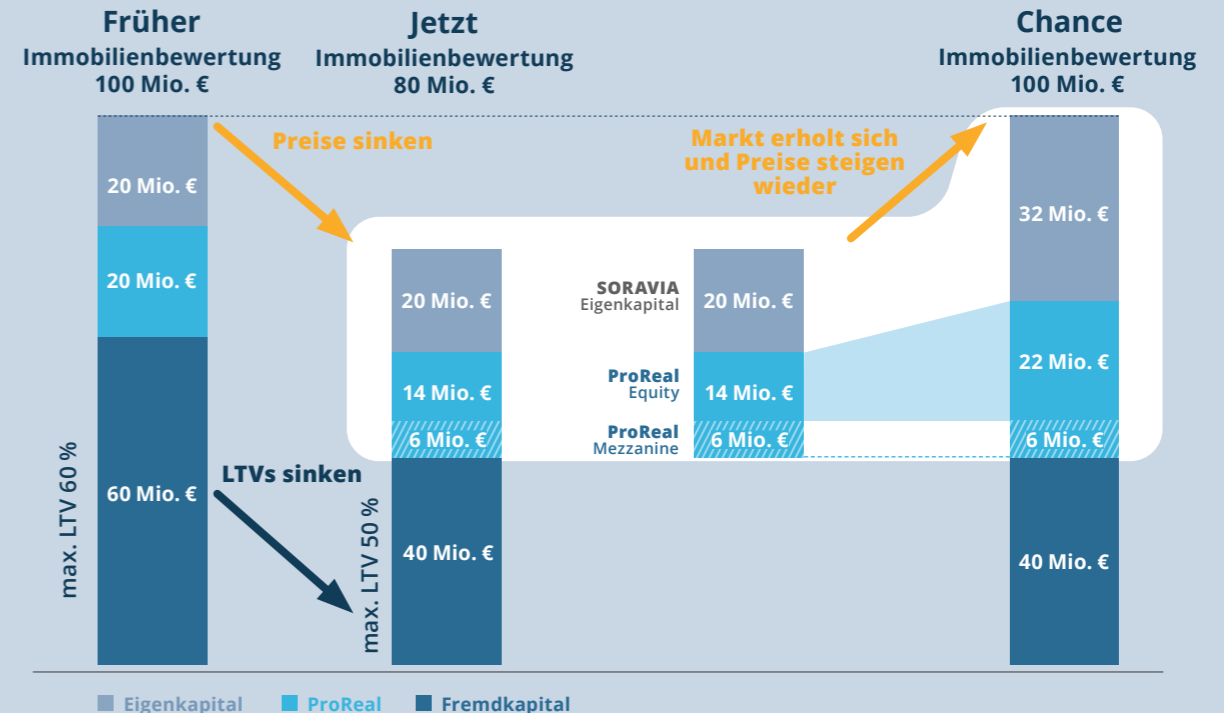 Früher
Immobilienbewertung
100 Mio. €
Jetzt
Immobilienbewertung
80 Mio. €
Chance
Immobilienbewertung
100 Mio. €
Preise sinken
Markt erholt sich
und Preise steigen
wieder
20 Mio. €
20 Mio. €
60 Mio. €
max. LTV 60 %
LTVs sinken
max. LTV 50 %
20 Mio. €
14 Mio. €
6 Mio. €
40 Mio. €
SORAVIA
Eigenkapital
ProReal
Equity
ProReal
Mezzanine
20 Mio. €
14 Mio. €
6 Mio. €
32 Mio. €
22 Mio. €
6 Mio. €
40 Mio. €
Eigenkapital
ProReal
Fremdkapital